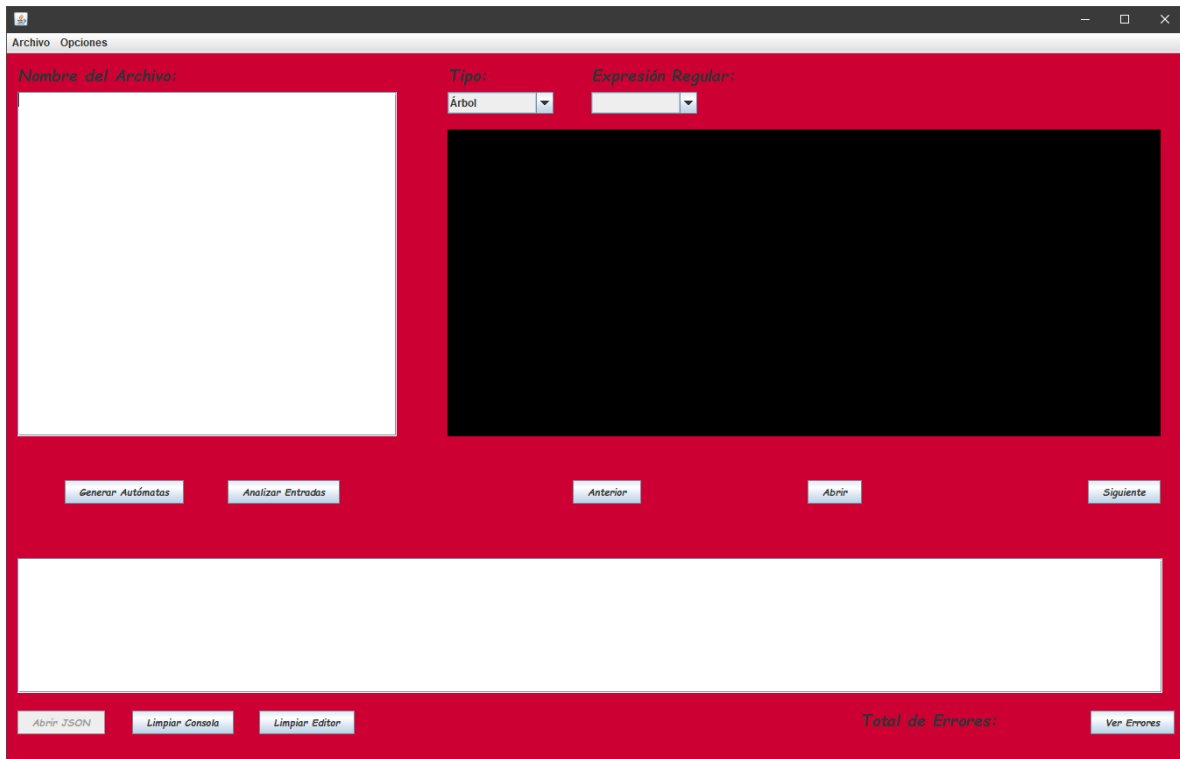 Archivo Opciones
Nombre del Archivo: Tipo: Expresión Regular:
Árbol
Generar Autómatas Analizar Entradas Anterior Abrir Siguiente
Abrir JSON Limpiar Consola Limpiar Editor Total de Errores: Ver Errores